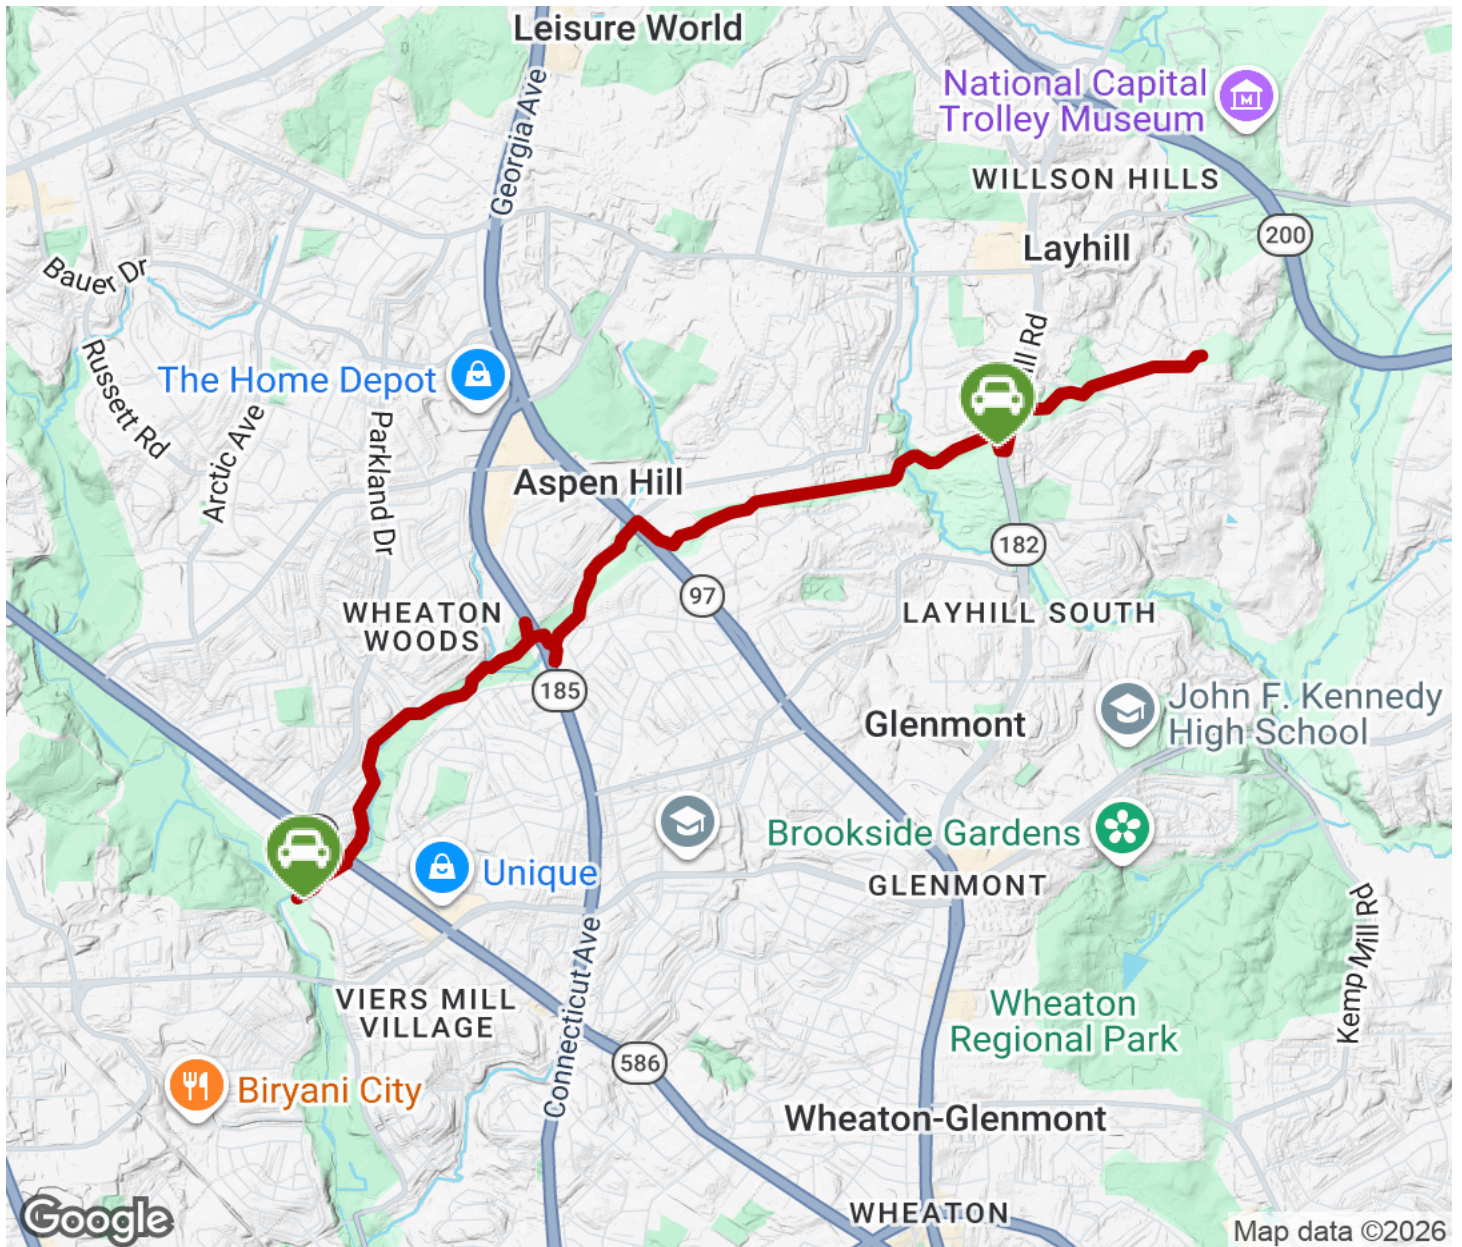 Leisure World
Georgia Ave
National Capital
Trolley Museum
WILLSON HILLS
Layhill
200
Bauer Dr
Russett Rd
Arctic Ave
The Home Depot
Parkland Dr
ill Rd
Aspen Hill
182
97
WHEATON
WOODS
LAYHILL SOUTH
185
Glenmont
John F. Kennedy
High School
Brookside Gardens
Unique
GLENMONT
Kemp Mill Rd
Connecticut Ave
VIERS MILL
VILLAGE
Wheaton
Regional Park
586
Biryani City
Wheaton-Glenmont
WHEATON
Google
Map data ©2026